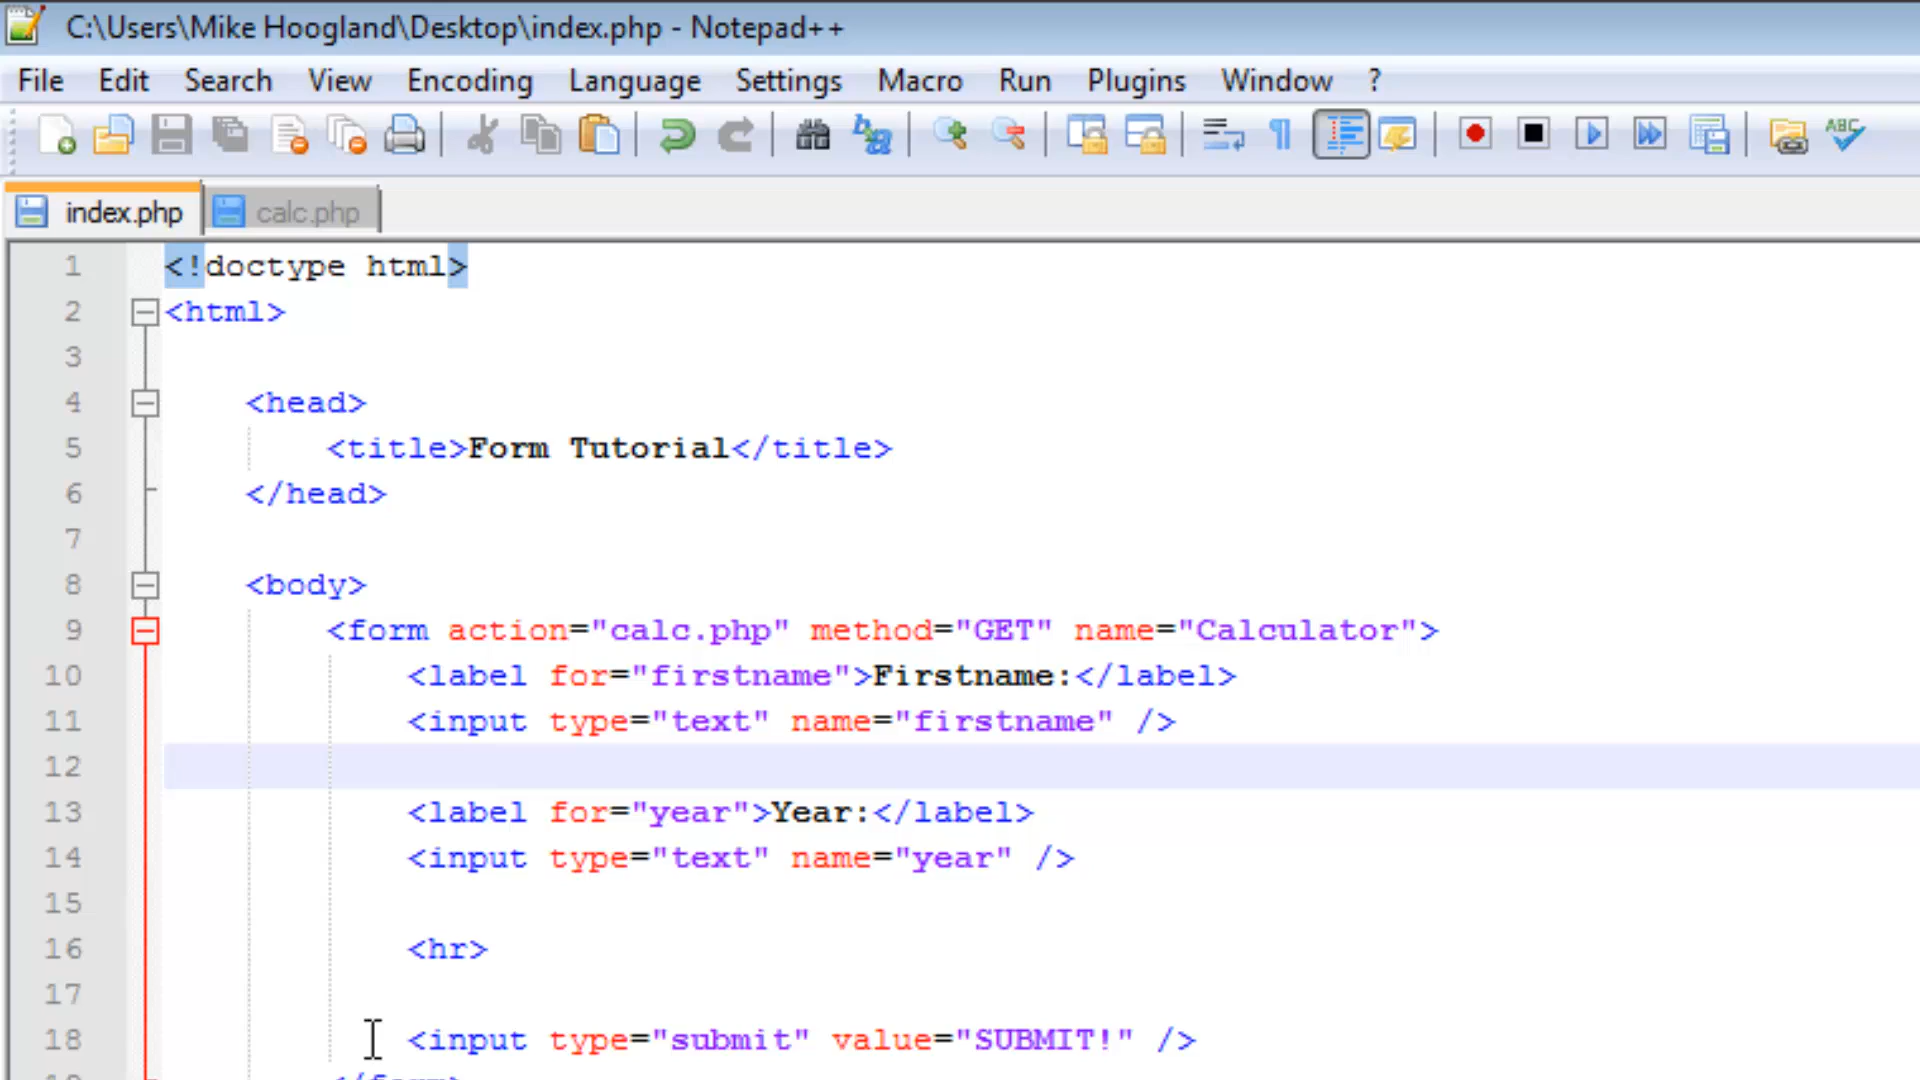 C:\Users\Mike Hoogland\Desktop\index.php - Notepad++
File Edit Search View Encoding Language Settings Macro Run Plugins Window ?
ABC
index.php calc.php
1 <!doctype html>
2 <html>
3
4 <head>
5 <title>Form Tutorial</title>
6 </head>
7
8 <body>
9 <form action="calc.php" method="GET" name="Calculator">
10 <label for="firstname">Firstname:</label>
11 <input type="text" name="firstname" />
12
13 <label for="year">Year:</label>
14 <input type="text" name="year" />
15
16 <hr>
17
18 <input type="submit" value="SUBMIT!" />